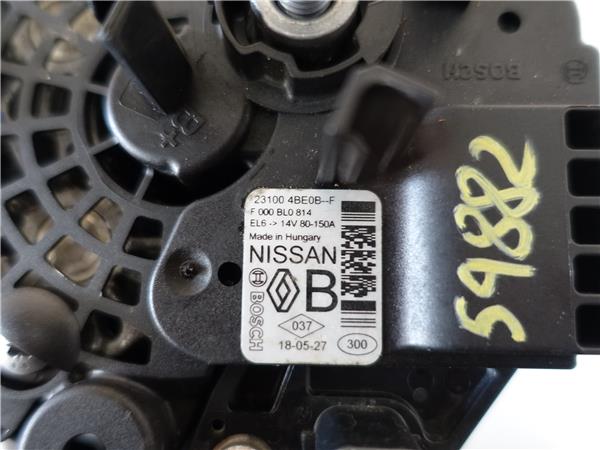 BOSCH
B+
23100 4BE0B--F
F 000 BL0 814
EL6 -> 14V 80-150A
Made in Hungary
NISSAN
BOSCH
B
037
18-05-27
300
59882